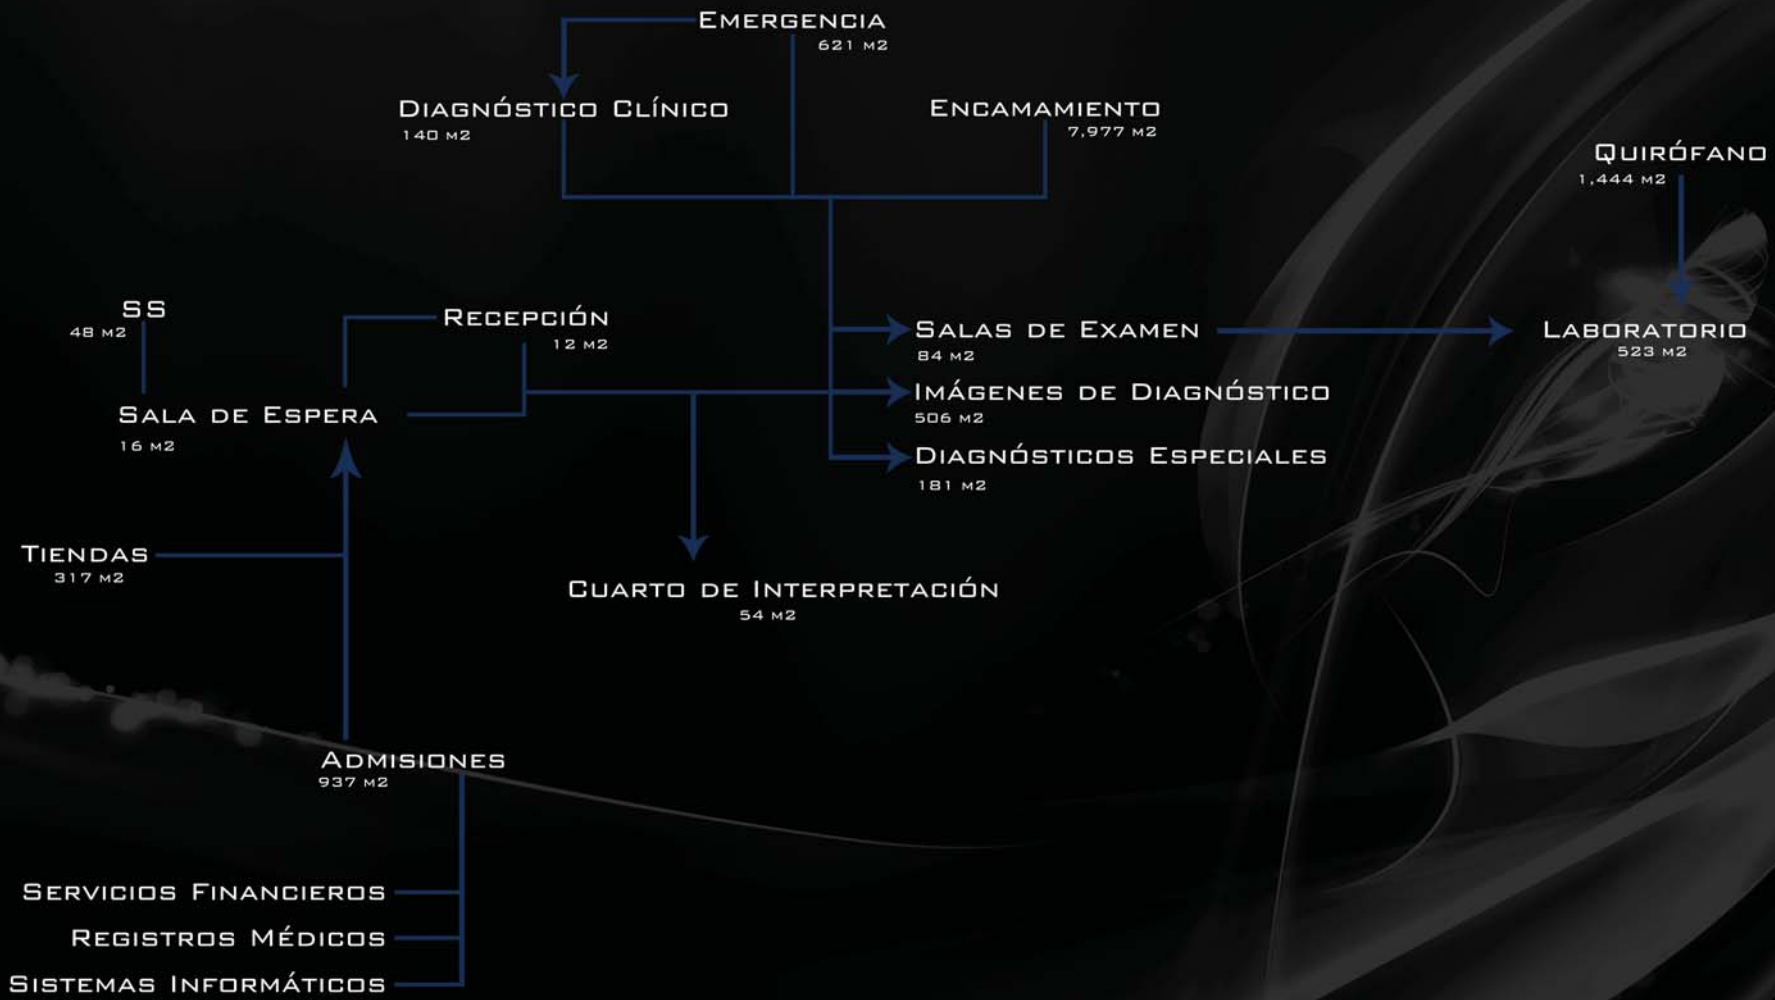 EMERGENCIA
621 M2
DIAGNÓSTICO CLÍNICO
140 M2
ENCAMAMIENTO
7,977 M2
QUIRÓFANO
1,444 M2
SS
48 M2
RECEPCIÓN
12 M2
SALAS DE EXAMEN
84 M2
LABORATORIO
523 M2
IMÁGENES DE DIAGNÓSTICO
506 M2
SALA DE ESPERA
16 M2
DIAGNÓSTICOS ESPECIALES
181 M2
TIENDAS
317 M2
CUARTO DE INTERPRETACIÓN
54 M2
ADMISIONES
937 M2
SERVICIOS FINANCIEROS
REGISTROS MÉDICOS
SISTEMAS INFORMÁTICOS